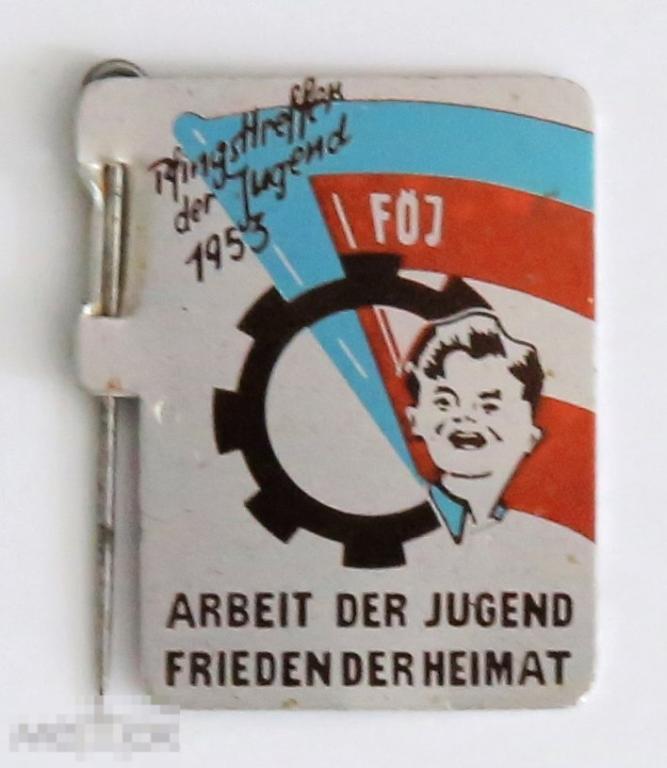 Pfingsttreffen
der Jugend
1953
FÖJ
ARBEIT DER JUGEND
FRIEDEN DER HEIMAT